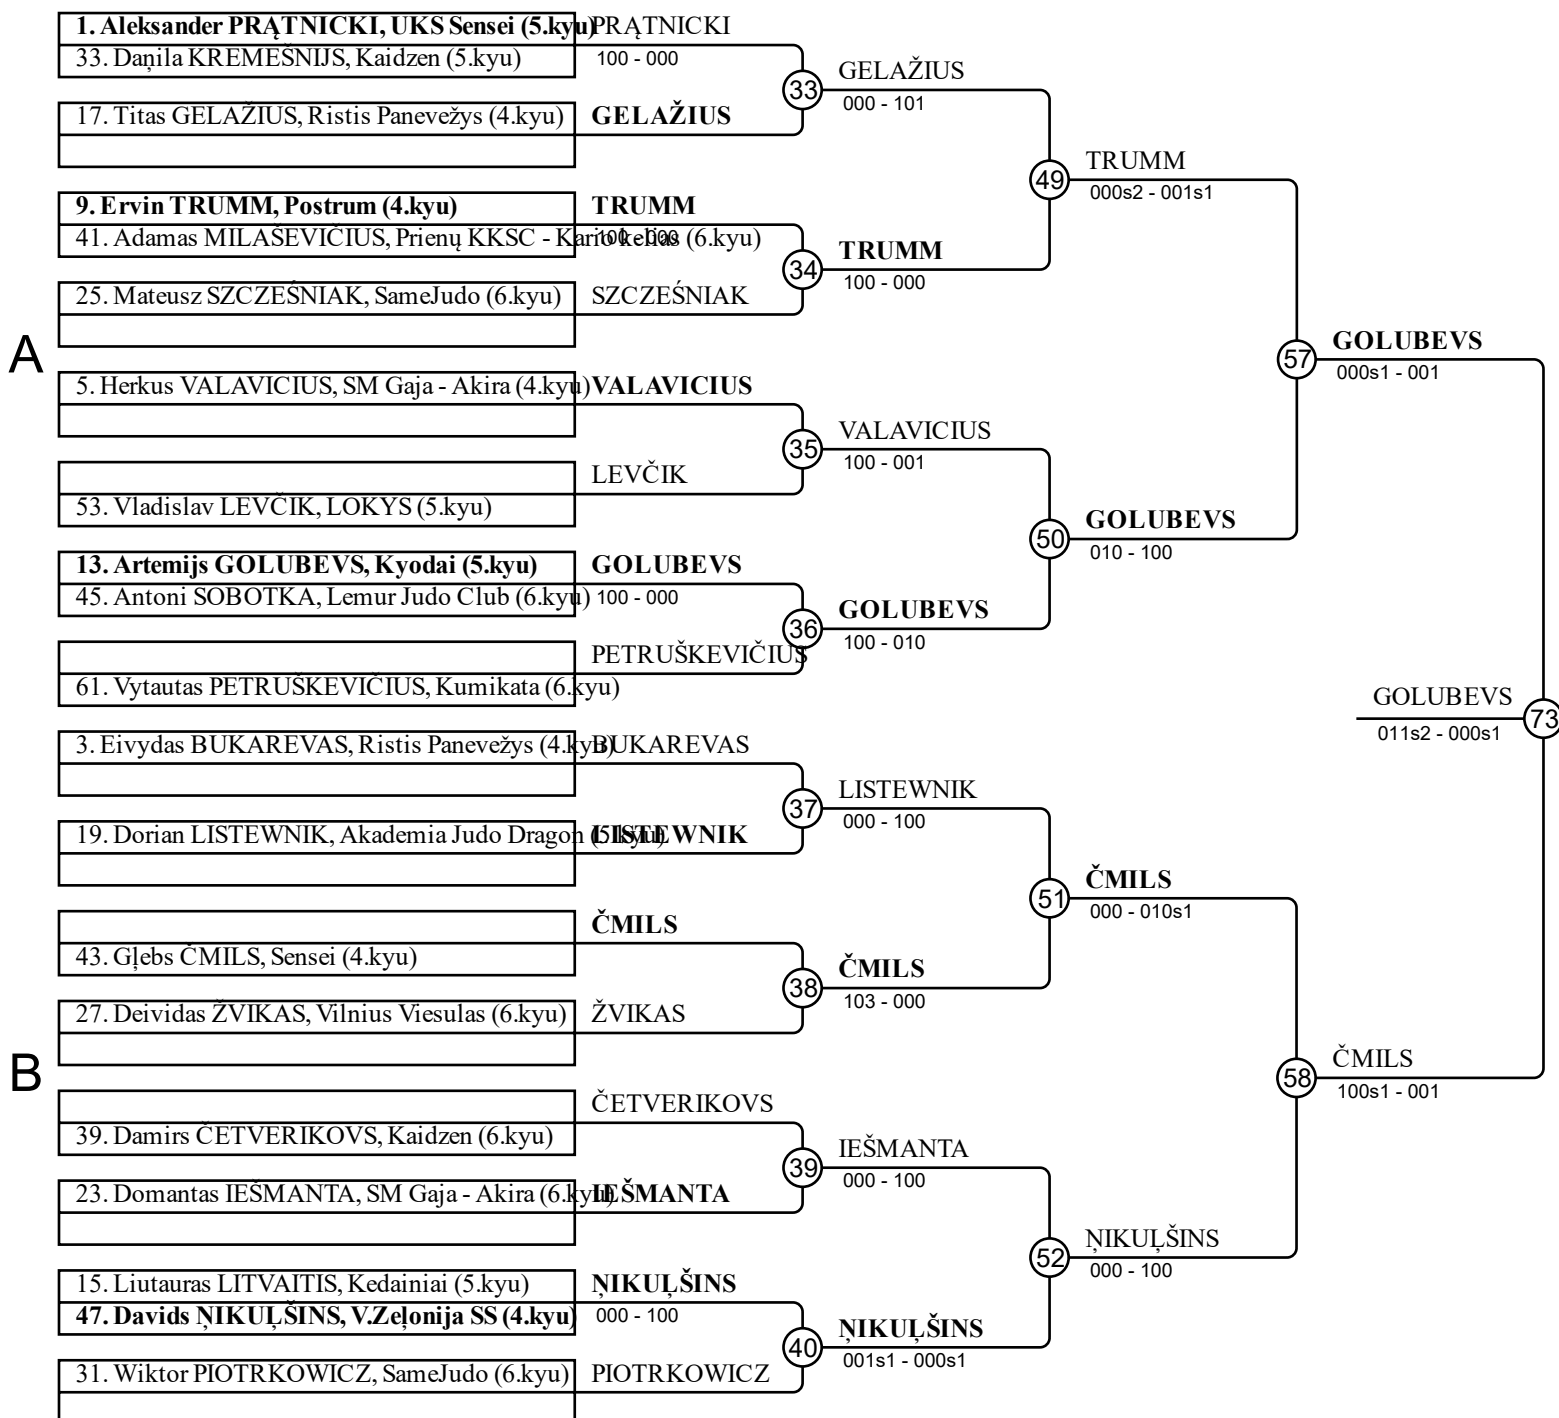 1. Aleksander PRĄTNICKI, UKS Sensei (5.kyu)
PRĄTNICKI
33. Daņila KREMEŠNIJS, Kaidzen (5.kyu)
100 - 000
33
GELAŽIUS
000 - 101
17. Titas GELAŽIUS, Ristis Panevežys (4.kyu)
GELAŽIUS
49
TRUMM
000s2 - 001s1
9. Ervin TRUMM, Postrum (4.kyu)
TRUMM
41. Adamas MILAŠEVIČIUS, Prienų KKSC - Kario kelias (6.kyu)
100 - 000
34
TRUMM
100 - 000
25. Mateusz SZCZEŚNIAK, SameJudo (6.kyu)
SZCZEŚNIAK
A
57
GOLUBEVS
000s1 - 001
5. Herkus VALAVICIUS, SM Gaja - Akira (4.kyu)
VALAVICIUS
35
VALAVICIUS
100 - 001
LEVČIK
53. Vladislav LEVČIK, LOKYS (5.kyu)
50
GOLUBEVS
010 - 100
13. Artemijs GOLUBEVS, Kyodai (5.kyu)
GOLUBEVS
45. Antoni SOBOTKA, Lemur Judo Club (6.kyu)
100 - 000
36
GOLUBEVS
100 - 010
PETRUŠKEVIČIUS
61. Vytautas PETRUŠKEVIČIUS, Kumikata (6.kyu)
GOLUBEVS
73
011s2 - 000s1
3. Eivydas BUKAREVAS, Ristis Panevežys (4.kyu)
BUKAREVAS
37
LISTEWNIK
000 - 100
19. Dorian LISTEWNIK, Akademia Judo Dragon (5.kyu)
LISTEWNIK
51
ČMILS
000 - 010s1
ČMILS
43. Gļebs ČMILS, Sensei (4.kyu)
38
ČMILS
103 - 000
27. Deividas ŽVIKAS, Vilnius Viesulas (6.kyu)
ŽVIKAS
B
58
ČMILS
100s1 - 001
ČETVERIKOVS
39. Damirs ČETVERIKOVS, Kaidzen (6.kyu)
39
IEŠMANTA
000 - 100
23. Domantas IEŠMANTA, SM Gaja - Akira (6.kyu)
IEŠMANTA
52
ŅIKUĻŠINS
000 - 100
15. Liutauras LITVAITIS, Kedainiai (5.kyu)
ŅIKUĻŠINS
47. Davids ŅIKUĻŠINS, V.Zeļonija SS (4.kyu)
000 - 100
40
ŅIKUĻŠINS
001s1 - 000s1
31. Wiktor PIOTRKOWICZ, SameJudo (6.kyu)
PIOTRKOWICZ